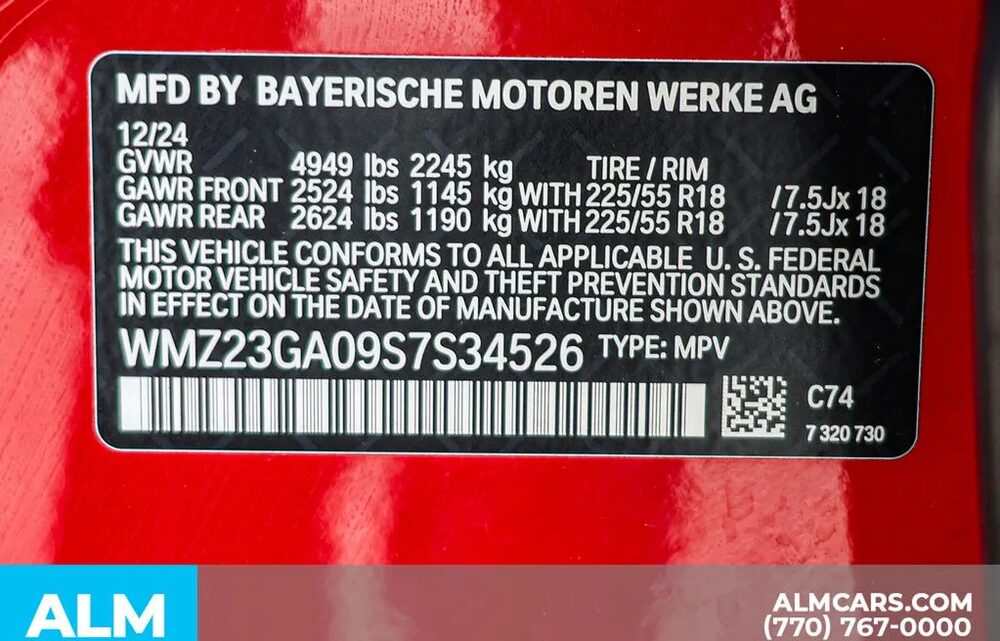 MFD BY BAYERISCHE MOTOREN WERKE AG
12/24
GVWR 4949 lbs 2245 kg TIRE / RIM
GAWR FRONT 2524 lbs 1145 kg WITH 225/55 R18 /7.5Jx 18
GAWR REAR 2624 lbs 1190 kg WITH 225/55 R18 /7.5Jx 18
THIS VEHICLE CONFORMS TO ALL APPLICABLE U. S. FEDERAL
MOTOR VEHICLE SAFETY AND THEFT PREVENTION STANDARDS
IN EFFECT ON THE DATE OF MANUFACTURE SHOWN ABOVE.
WMZ23GA09S7S34526 TYPE: MPV
C74
7 320 730
ALM
ALMCARS.COM
(770) 767-0000